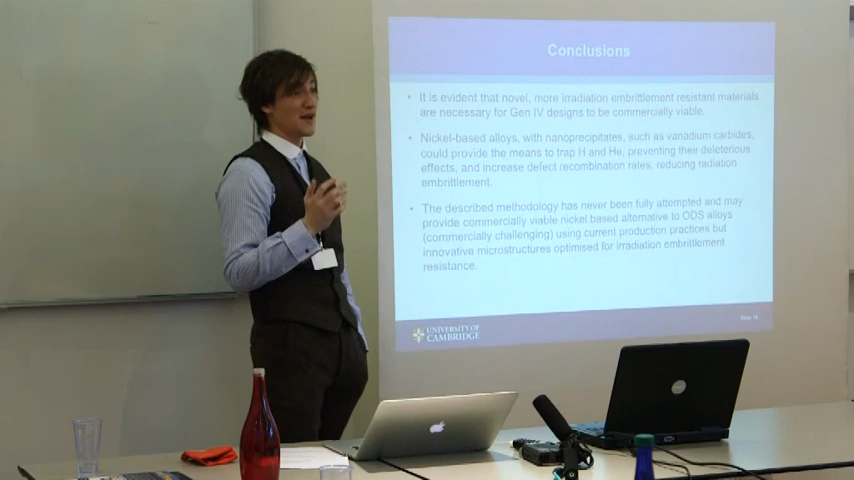 Conclusions
• It is evident that novel, more irradiation embrittlement resistant materials
are necessary for Gen IV designs to be commercially viable.
• Nickel-based alloys, with nanoprecipitates, such as vanadium carbides,
could provide the means to trap H and He, preventing their deleterious
effects, and increase defect recombination rates, reducing radiation
embrittlement.
• The described methodology has never been fully attempted and may
provide commercially viable nickel based alternative to ODS alloys
(commercially challenging) using current production practices but
innovative microstructures optimised for irradiation embrittlement
resistance.
UNIVERSITY OF
CAMBRIDGE